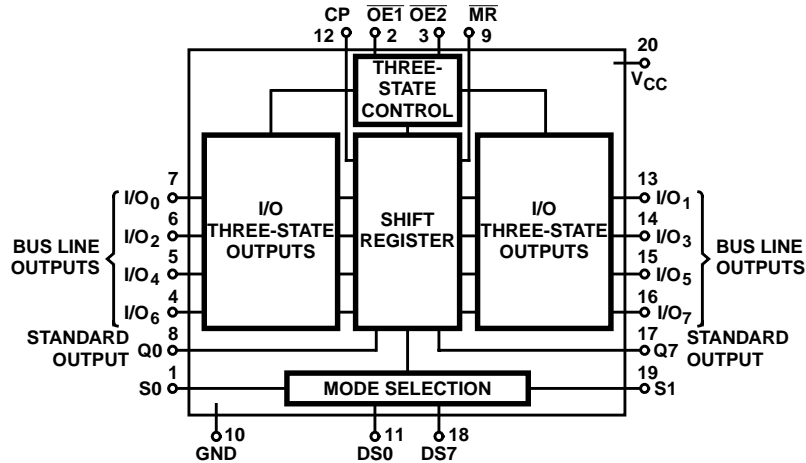 CP O̅E̅1̅ O̅E̅2̅ M̅R̅
12 2 3 9
20
VCC
THREE-
STATE
CONTROL
7
I/O0
6
I/O2
5
I/O4
4
I/O6
BUS LINE
OUTPUTS
I/O
THREE-STATE
OUTPUTS
SHIFT
REGISTER
I/O
THREE-STATE
OUTPUTS
13
I/O1
14
I/O3
15
I/O5
16
I/O7
BUS LINE
OUTPUTS
STANDARD
OUTPUT
8
Q0
17
Q7
STANDARD
OUTPUT
1
S0
MODE SELECTION
19
S1
10
GND
11
DS0
18
DS7